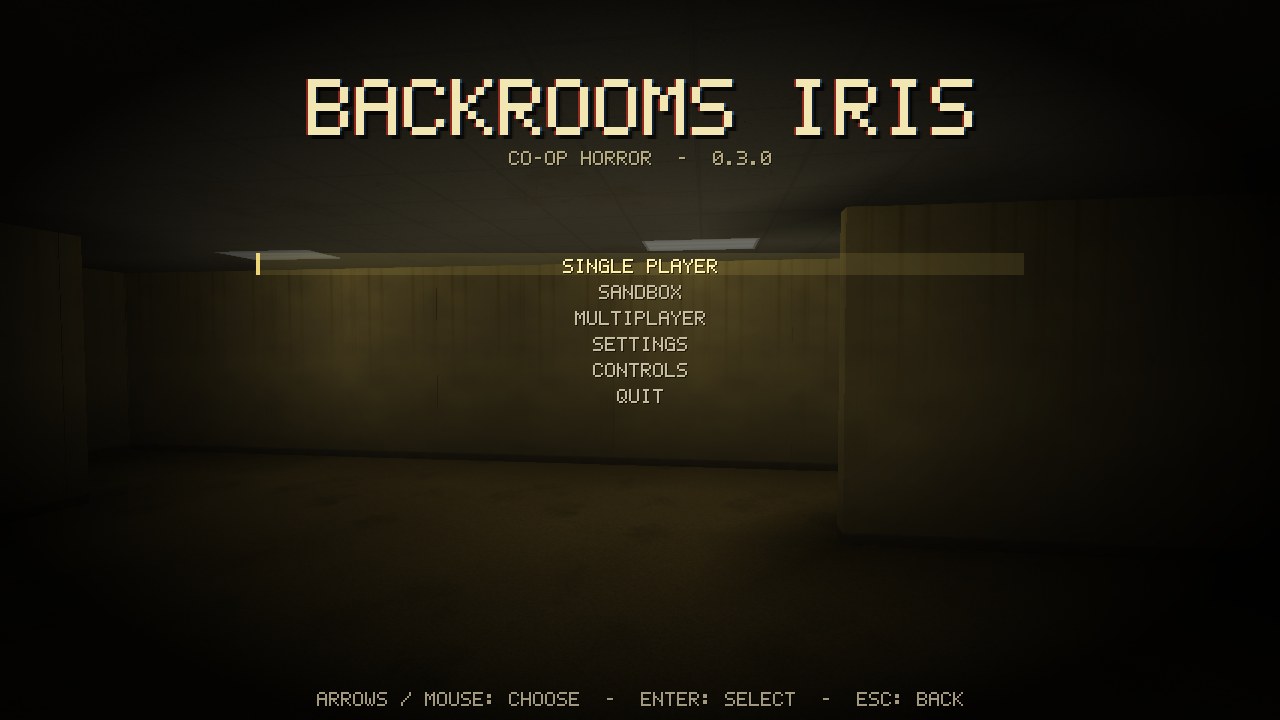 BACKROOMS IRIS
CO-OP HORROR - 0.3.0
SINGLE PLAYER
SANDBOX
MULTIPLAYER
SETTINGS
CONTROLS
QUIT
ARROWS / MOUSE: CHOOSE - ENTER: SELECT - ESC: BACK